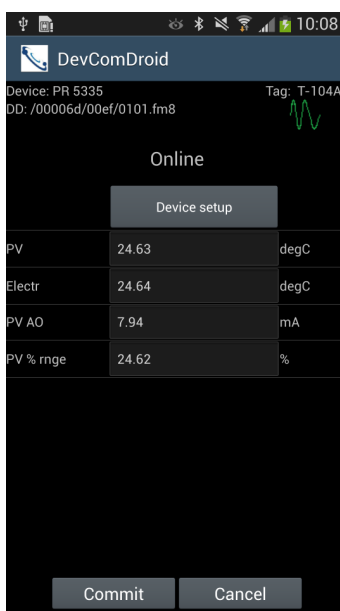 10:08
DevComDroid
Device: PR 5335 Tag: T-104A
DD: /00006d/00ef/0101.fm8
Online
Device setup
PV 24.63 degC
Electr 24.64 degC
PV AO 7.94 mA
PV % rnge 24.62 %
Commit Cancel